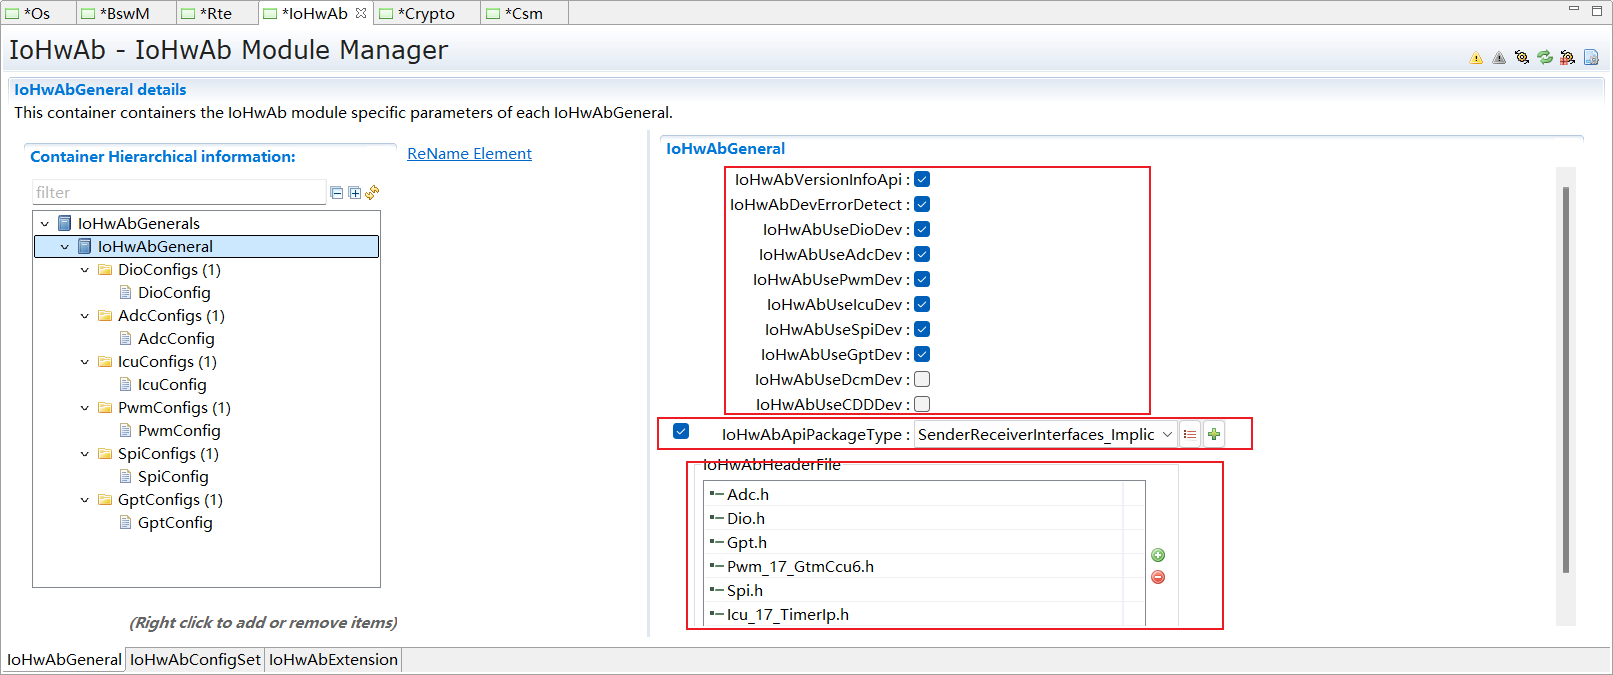 *Os
*BswM
*Rte
*IoHwAb
*Crypto
*Csm
IoHwAb - IoHwAb Module Manager
IoHwAbGeneral details
This container containers the IoHwAb module specific parameters of each IoHwAbGeneral.
Container Hierarchical information:
ReName Element
filter
IoHwAbGenerals
IoHwAbGeneral
DioConfigs (1)
DioConfig
AdcConfigs (1)
AdcConfig
IcuConfigs (1)
IcuConfig
PwmConfigs (1)
PwmConfig
SpiConfigs (1)
SpiConfig
GptConfigs (1)
GptConfig
(Right click to add or remove items)
IoHwAbGeneral
IoHwAbVersionInfoApi :
IoHwAbDevErrorDetect :
IoHwAbUseDioDev :
IoHwAbUseAdcDev :
IoHwAbUsePwmDev :
IoHwAbUseIcuDev :
IoHwAbUseSpiDev :
IoHwAbUseGptDev :
IoHwAbUseDcmDev :
IoHwAbUseCDDDev :
IoHwAbApiPackageType : SenderReceiverInterfaces_Implic
IoHwAbHeaderFile
Adc.h
Dio.h
Gpt.h
Pwm_17_GtmCcu6.h
Spi.h
Icu_17_TimerIp.h
IoHwAbGeneral
IoHwAbConfigSet
IoHwAbExtension